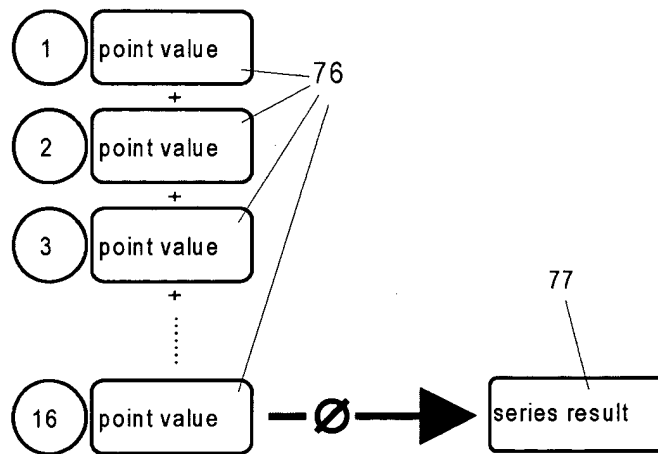 1 point value
76
+
2 point value
+
3 point value
+
77
........
16 point value
Ø
series result